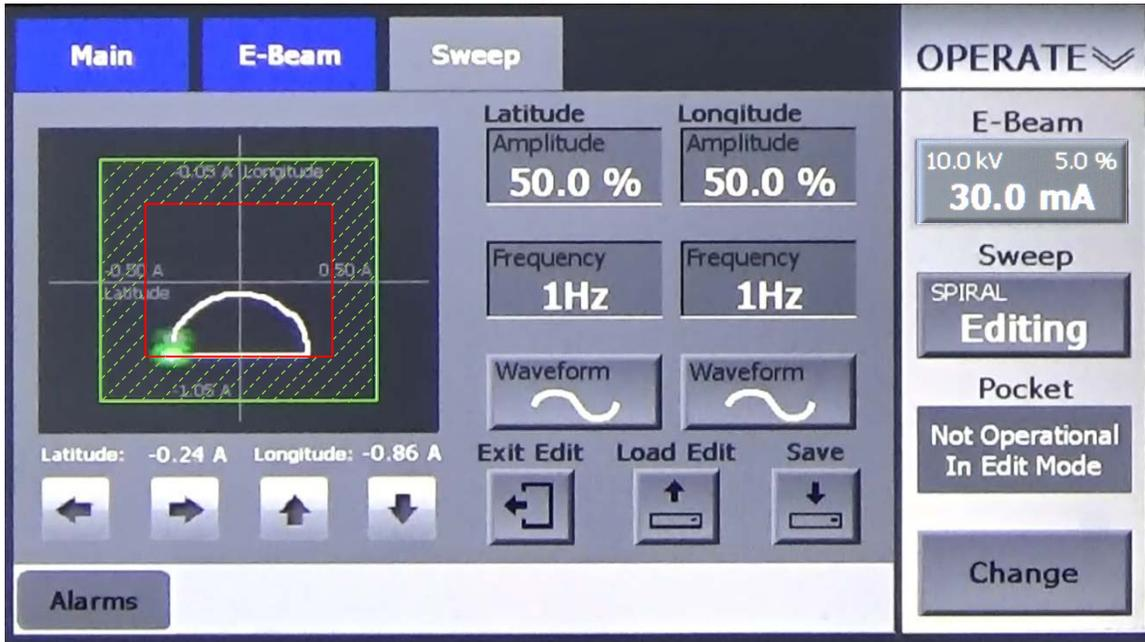 Main
E-Beam
Sweep
OPERATE
Latitude
Longitude
Amplitude
50.0 %
Amplitude
50.0 %
E-Beam
10.0 kV 5.0 %
30.0 mA
-0.05 A Longitude
-0.50 A
0.50 A
Latitude
-1.05 A
Frequency
1Hz
Frequency
1Hz
Sweep
SPIRAL
Editing
Waveform
Waveform
Pocket
Not Operational
In Edit Mode
Latitude: -0.24 A Longitude: -0.86 A
Exit Edit
Load Edit
Save
Change
Alarms